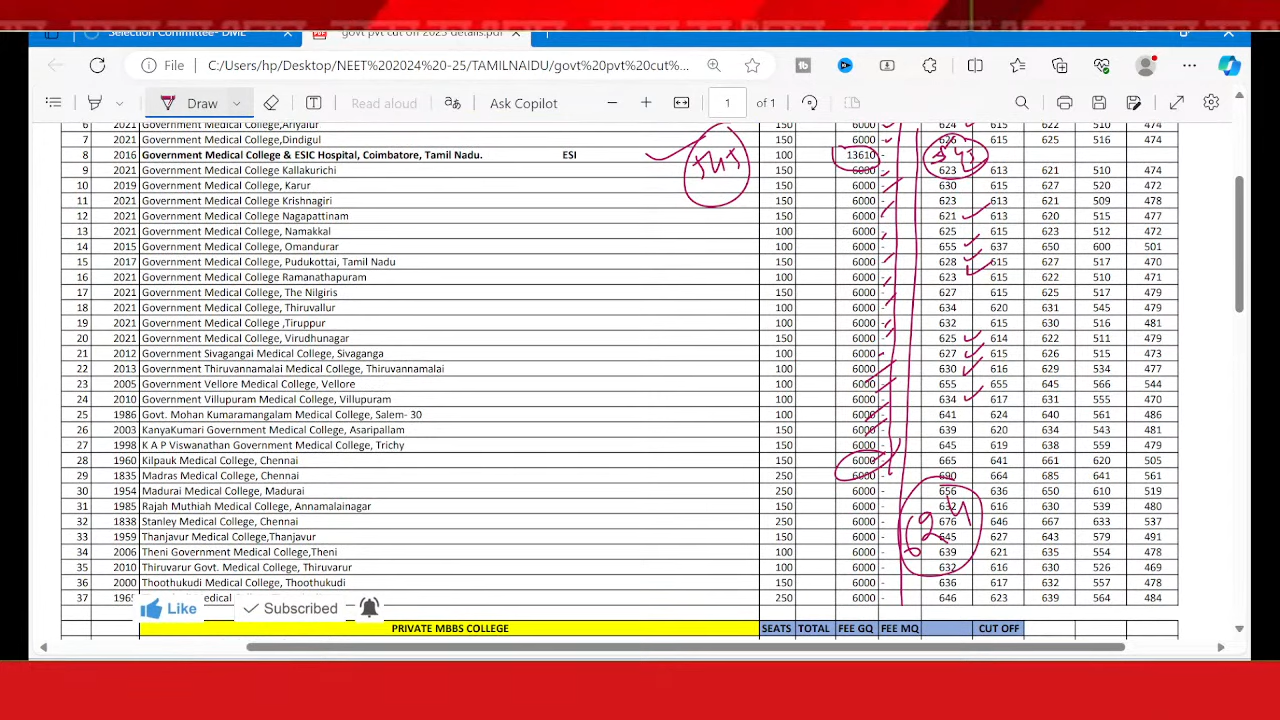 Selection Committee- DME × govt pvt cut off 2023 details.pdf ×
File C:/Users/hp/Desktop/NEET%202024%20-25/TAMILNAIDU/govt%20pvt%20cut%...
Draw Read aloud Ask Copilot 1 of 1
6 2021 Government Medical College,Ariyalur 150 6000 - 624 615 622 510 474
7 2021 Government Medical College,Dindigul 150 6000 - 626 615 625 516 474
8 2016 Government Medical College & ESIC Hospital, Coimbatore, Tamil Nadu. ESI 545 100 13610 - 545
9 2021 Government Medical College Kallakurichi 150 6000 - 623 613 621 510 474
10 2019 Government Medical College, Karur 150 6000 - 630 615 627 520 472
11 2021 Government Medical College Krishnagiri 150 6000 - 623 613 621 509 478
12 2021 Government Medical College Nagapattinam 150 6000 - 621 613 620 515 477
13 2021 Government Medical College, Namakkal 100 6000 - 625 615 623 512 472
14 2015 Government Medical College, Omandurar 100 6000 - 655 637 650 600 501
15 2017 Government Medical College, Pudukottai, Tamil Nadu 150 6000 - 628 615 627 517 470
16 2021 Government Medical College Ramanathapuram 100 6000 - 623 615 622 510 471
17 2021 Government Medical College, The Nilgiris 150 6000 - 627 615 625 517 479
18 2021 Government Medical College, Thiruvallur 100 6000 - 634 620 631 545 479
19 2021 Government Medical College ,Tiruppur 100 6000 - 632 615 630 516 481
20 2021 Government Medical College, Virudhunagar 150 6000 - 625 614 622 511 479
21 2012 Government Sivagangai Medical College, Sivaganga 100 6000 - 627 615 626 515 473
22 2013 Government Thiruvannamalai Medical College, Thiruvannamalai 100 6000 - 630 616 629 534 477
23 2005 Government Vellore Medical College, Vellore 100 6000 - 655 655 645 566 544
24 2010 Government Villupuram Medical College, Villupuram 100 6000 - 634 617 631 555 470
25 1986 Govt. Mohan Kumaramangalam Medical College, Salem- 30 100 6000 - 641 624 640 561 486
26 2003 KanyaKumari Government Medical College, Asaripallam 150 6000 - 639 620 634 543 481
27 1998 K A P Viswanathan Government Medical College, Trichy 150 6000 - 645 619 638 559 479
28 1960 Kilpauk Medical College, Chennai 150 6000 - 665 641 661 620 505
29 1835 Madras Medical College, Chennai 250 6000 - 690 664 685 641 561
30 1954 Madurai Medical College, Madurai 250 6000 - 656 636 650 610 519
31 1985 Rajah Muthiah Medical College, Annamalainagar 150 6000 - 632 616 630 539 480
32 1838 Stanley Medical College, Chennai 250 6000 - 676 646 667 633 537
624
33 1959 Thanjavur Medical College,Thanjavur 150 6000 - 645 627 643 579 491
34 2006 Theni Government Medical College,Theni 100 6000 - 639 621 635 554 478
35 2010 Thiruvarur Govt. Medical College, Thiruvarur 100 6000 - 632 616 630 526 469
36 2000 Thoothukudi Medical College, Thoothukudi 150 6000 - 636 617 632 557 478
37 250 6000 - 646 623 639 564 484
Like Subscribed
PRIVATE MBBS COLLEGE SEATS TOTAL FEE GQ FEE MQ CUT OFF